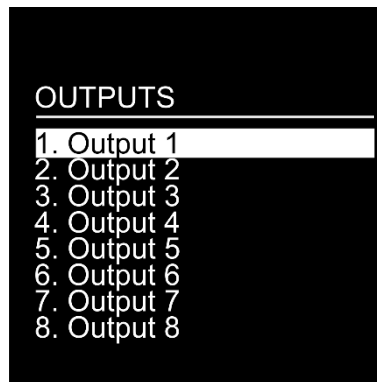 OUTPUTS
1. Output 1
2. Output 2
3. Output 3
4. Output 4
5. Output 5
6. Output 6
7. Output 7
8. Output 8